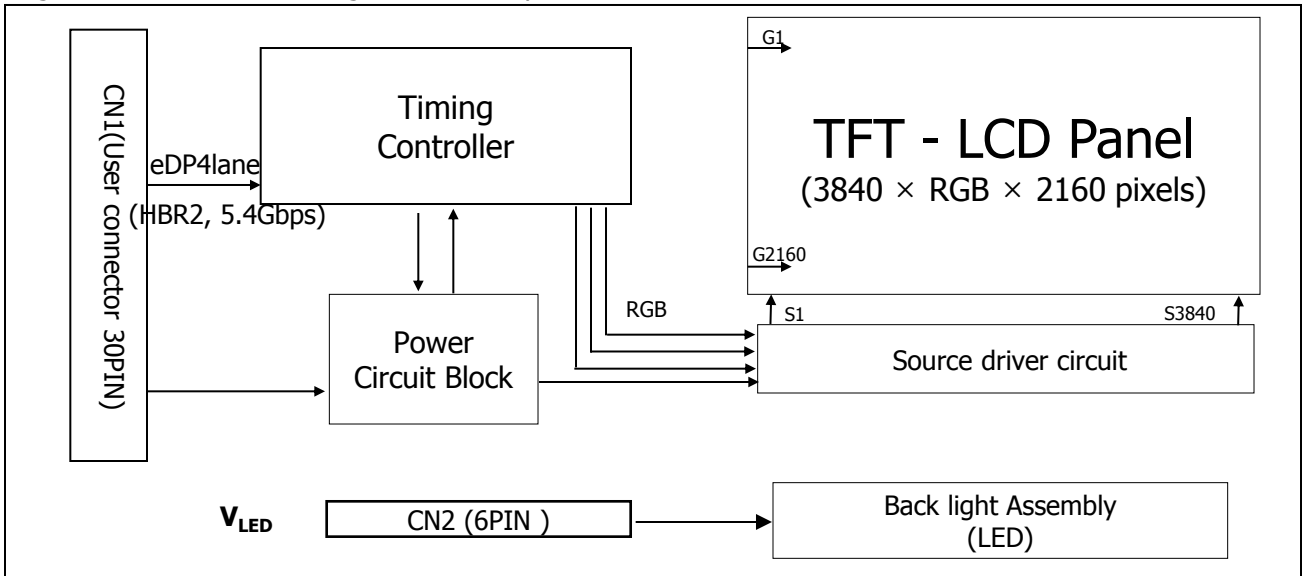 CN1(User connector 30PIN)
eDP4lane
(HBR2, 5.4Gbps)
Timing
Controller
G1
TFT - LCD Panel
(3840 × RGB × 2160 pixels)
G2160
Power
Circuit Block
RGB
S1
S3840
Source driver circuit
VLED
CN2 (6PIN )
Back light Assembly
(LED)